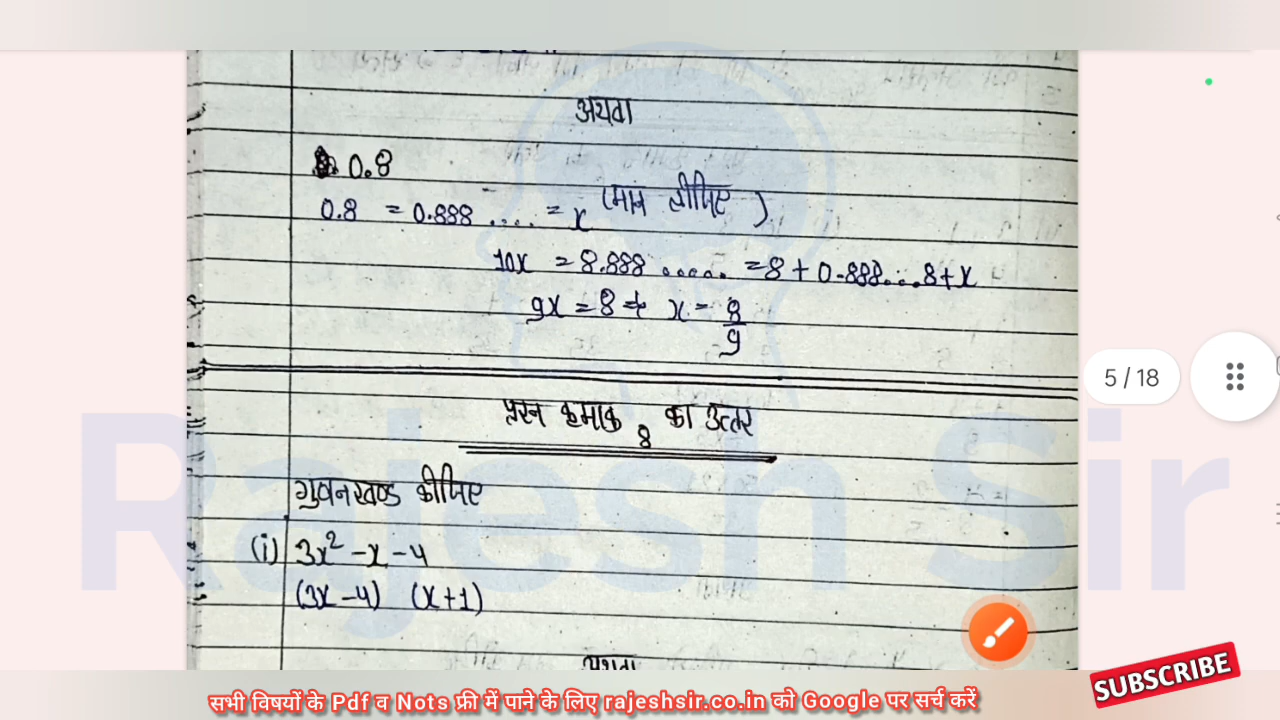 अथवा
0.8
0.8 = 0.888 .... = x (मान लीजिए )
10x = 8.888 ..... = 8 + 0.888...8+x
9x = 8 ⇒ x = 8/9
प्रश्न क्रमांक 8 का उत्तर
गुणनखण्ड कीजिए
(i) 3x² - x - 4
(3x - 4) (x + 1)
अथवा
5 / 18
Rajesh Sir
SUBSCRIBE
सभी विषयों के Pdf व Nots फ्री में पाने के लिए rajeshsir.co.in को Google पर सर्च करें